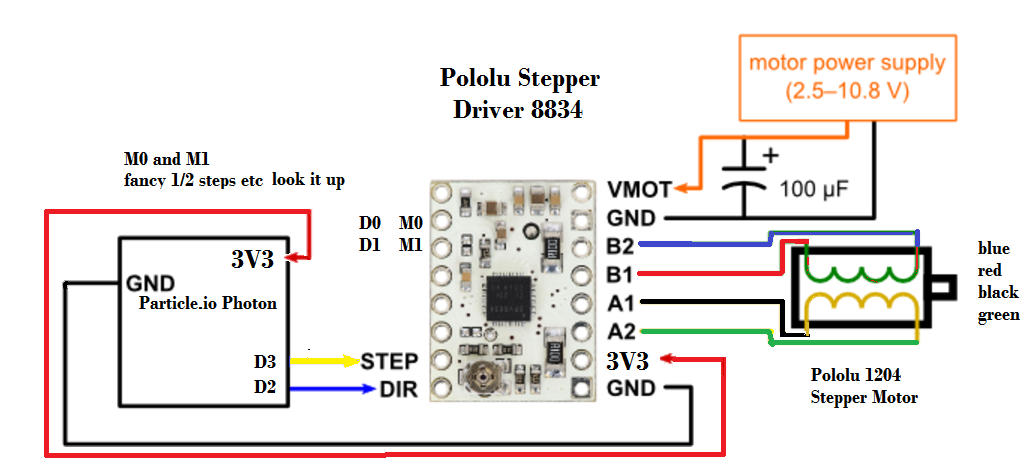 Pololu Stepper
Driver 8834
motor power supply
(2.5–10.8 V)
M0 and M1
fancy 1/2 steps etc look it up
+
100 µF
D0 M0
D1 M1
VMOT
GND
B2
B1
A1
A2
3V3
GND
3V3
GND
Particle.io Photon
D3
D2
STEP
DIR
blue
red
black
green
Pololu 1204
Stepper Motor